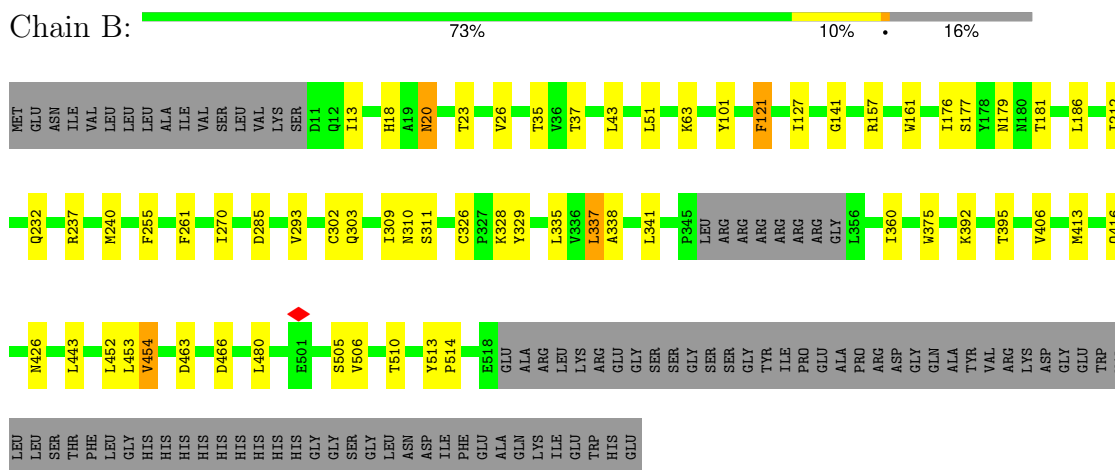 Chain B:
73% 10% • 16%
MET GLU ASN ILE VAL LEU LEU LEU ALA ILE VAL SER LEU VAL LYS SER D11 Q12 I13 H18 A19 N20 T23 V26 T35 V36 T37 L43 L51 K63 Y101 F121 I127 G141 R157 W161 I176 S177 Y178 N179 N180 T181 L186
Q232 R237 M240 F255 F261 I270 D285 V293 C302 Q303 I309 N310 S311 C326 P327 K328 Y329 L335 V336 L337 A338 L341 P345 LEU ARG ARG ARG ARG ARG ARG GLY L356 I360 W375 K392 T395 V406 M413
N426 L443 L452 L453 V454 D463 D466 L480 E501 S505 V506 T510 Y513 P514 E518 GLU ALA ARG LEU LYS ARG GLU GLY SER SER GLY SER SER GLY TYR ILE PRO GLU ALA PRO ARG ASP GLY GLN ALA TYR VAL ARG LYS ASP GLY GLU TRP
LEU LEU SER THR PHE LEU GLY HIS HIS HIS HIS HIS HIS HIS HIS GLY GLY SER GLY LEU ASN ASP ILE PHE GLU ALA GLN LYS ILE GLU TRP HIS GLU